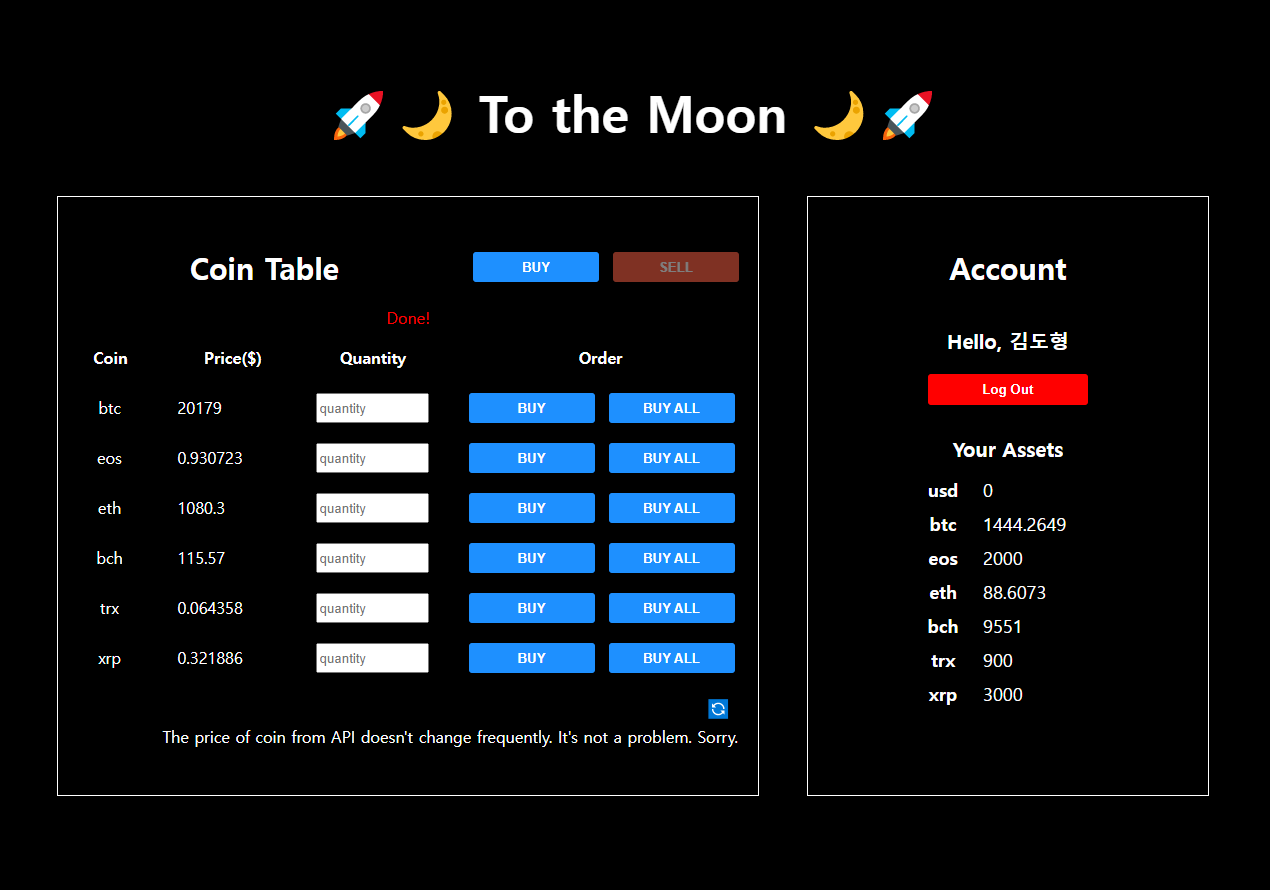 🚀🌙 To the Moon 🌙🚀
Coin Table
BUY SELL
Done!
Coin Price($) Quantity Order
btc 20179 quantity BUY BUY ALL
eos 0.930723 quantity BUY BUY ALL
eth 1080.3 quantity BUY BUY ALL
bch 115.57 quantity BUY BUY ALL
trx 0.064358 quantity BUY BUY ALL
xrp 0.321886 quantity BUY BUY ALL
The price of coin from API doesn't change frequently. It's not a problem. Sorry.
Account
Hello, 김도형
Log Out
Your Assets
usd 0
btc 1444.2649
eos 2000
eth 88.6073
bch 9551
trx 900
xrp 3000